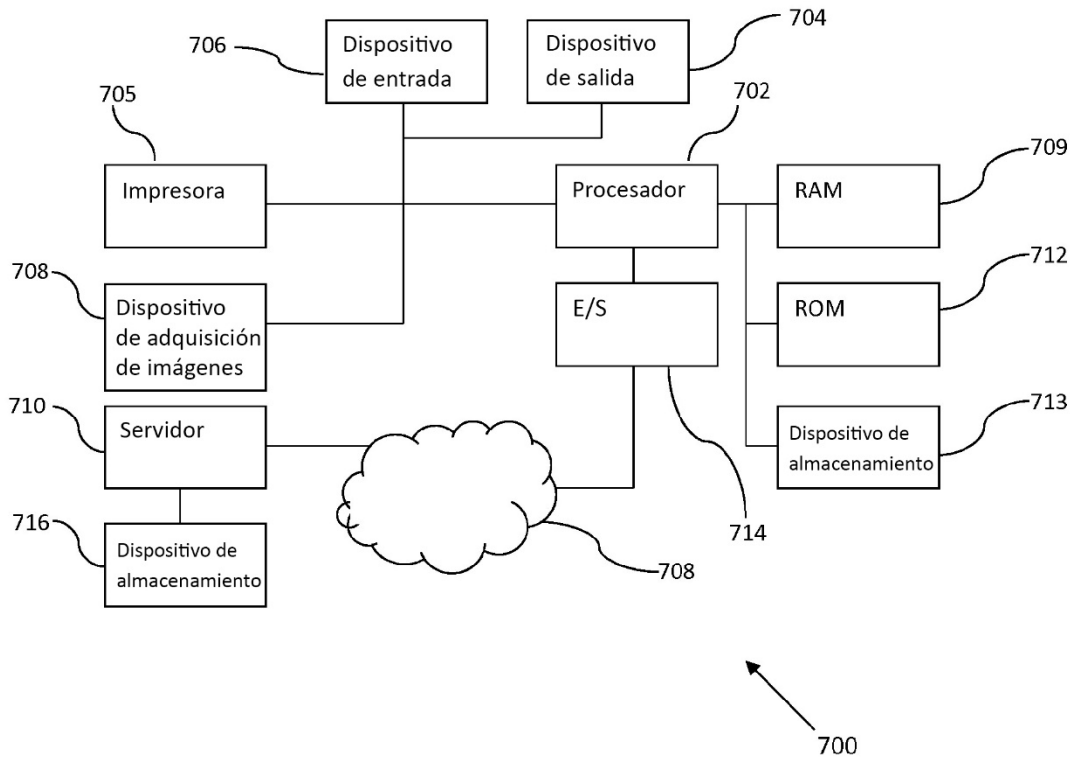 706
Dispositivo
de entrada
Dispositivo
de salida
704
705
Impresora
702
Procesador
709
RAM
708
Dispositivo
de adquisición
de imágenes
E/S
712
ROM
710
Servidor
713
Dispositivo de
almacenamiento
716
Dispositivo de
almacenamiento
708
714
700